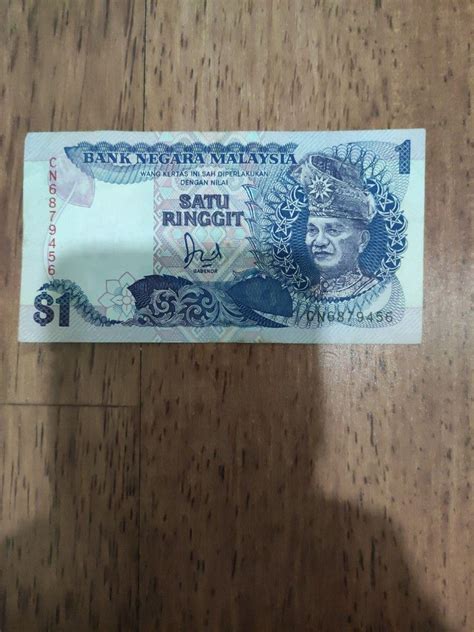 BANK NEGARA MALAYSIA
1
WANG KERTAS INI SAH DIPERLAKUKAN
DENGAN NILAI
SATU
RINGGIT
GABENOR
CN6879456
$1
CN6879456